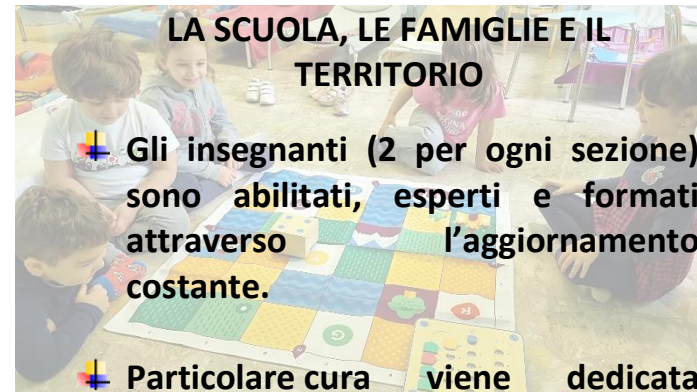 LA SCUOLA, LE FAMIGLIE E IL
TERRITORIO
Gli insegnanti (2 per ogni sezione)
sono abilitati, esperti e formati
attraverso l’aggiornamento
costante.
Particolare cura viene dedicata